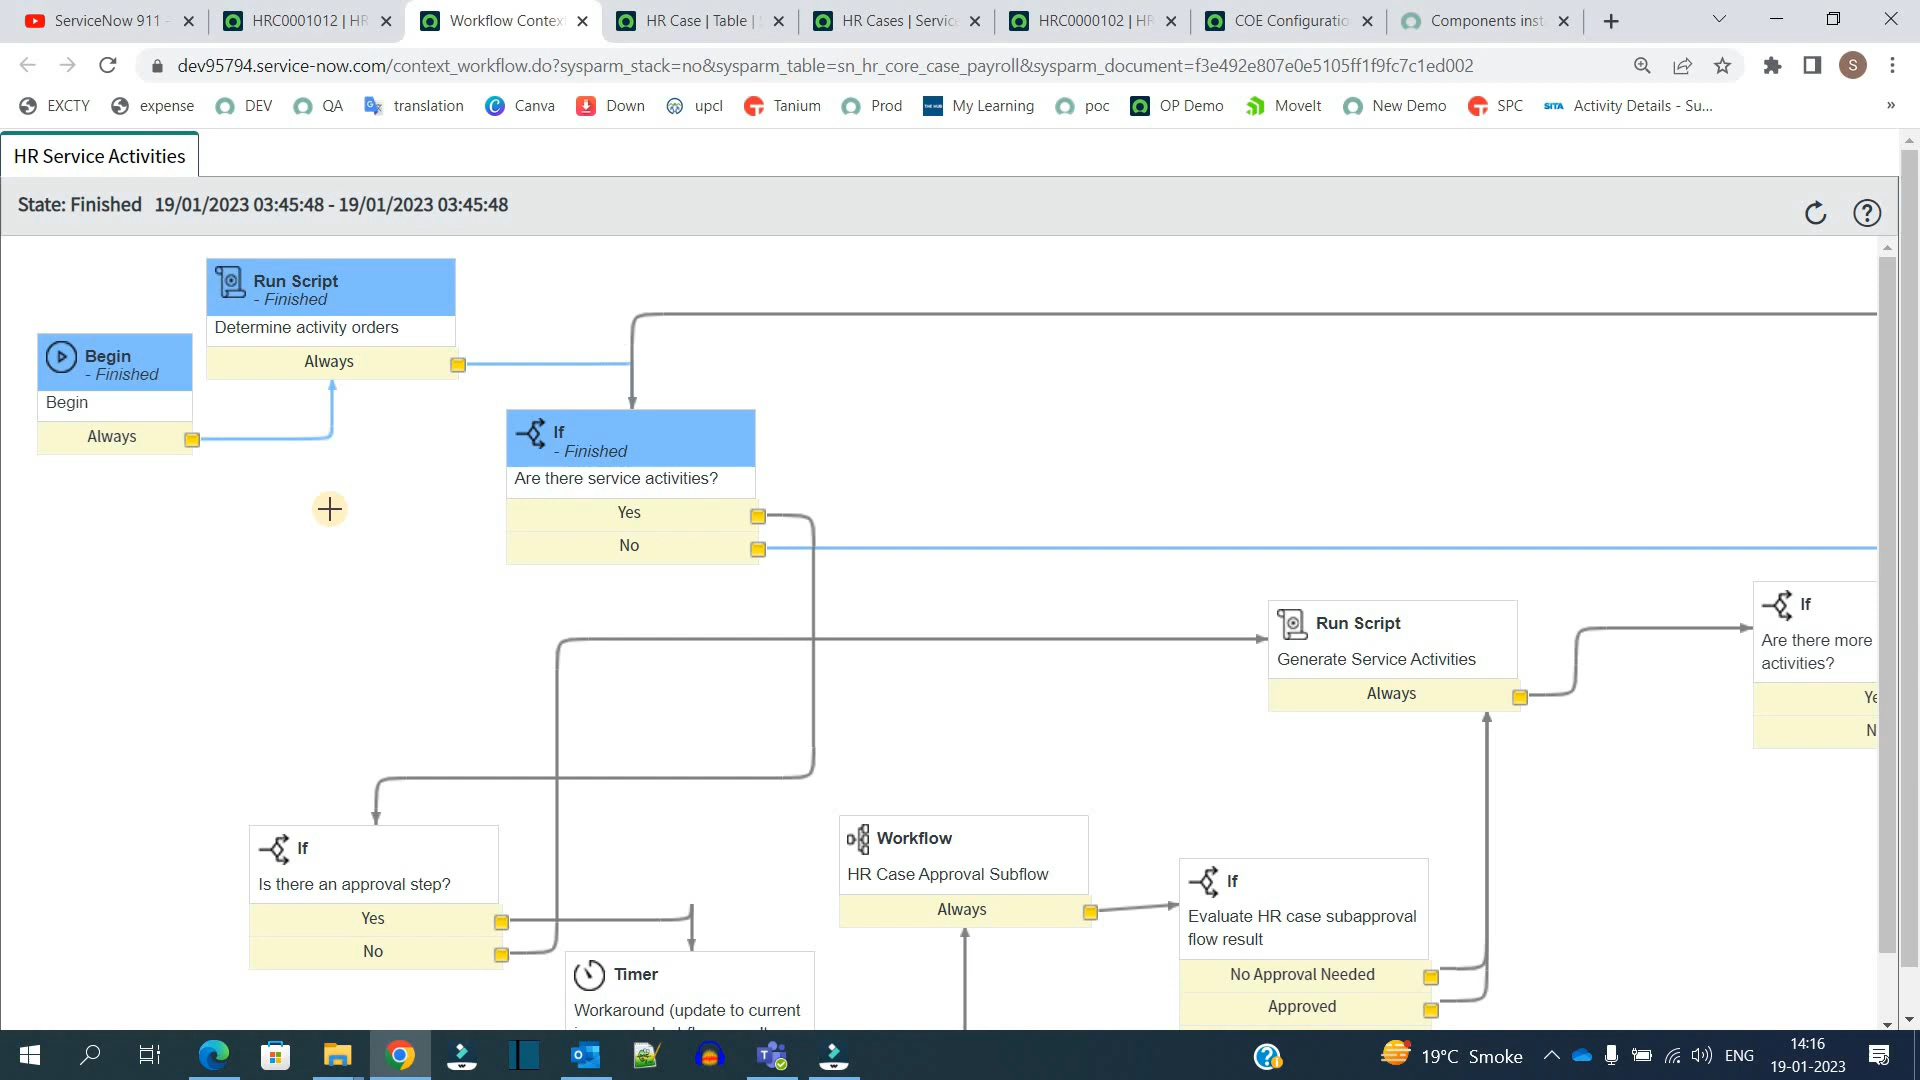 ServiceNow 911 -
HRC0001012 | HR
Workflow Contex
HR Case | Table |
HR Cases | Service
HRC0000102 | HR
COE Configuratio
Components inst
dev95794.service-now.com/context_workflow.do?sysparm_stack=no&sysparm_table=sn_hr_core_case_payroll&sysparm_document=f3e492e807e0e5105ff1f9fc7c1ed002
S
EXCTY
expense
DEV
QA
translation
Canva
Down
upcl
Tanium
Prod
My Learning
poc
OP Demo
MoveIt
New Demo
SPC
SITA
Activity Details - Su...
»
HR Service Activities
State: Finished 19/01/2023 03:45:48 - 19/01/2023 03:45:48
Run Script
- Finished
Determine activity orders
Always
Begin
- Finished
Begin
Always
If
- Finished
Are there service activities?
Yes
No
Run Script
Generate Service Activities
Always
If
Are there more
activities?
Ye
N
If
Is there an approval step?
Yes
No
Workflow
HR Case Approval Subflow
Always
If
Evaluate HR case subapproval
flow result
No Approval Needed
Approved
Timer
Workaround (update to current
19°C Smoke
ENG
14:16
19-01-2023